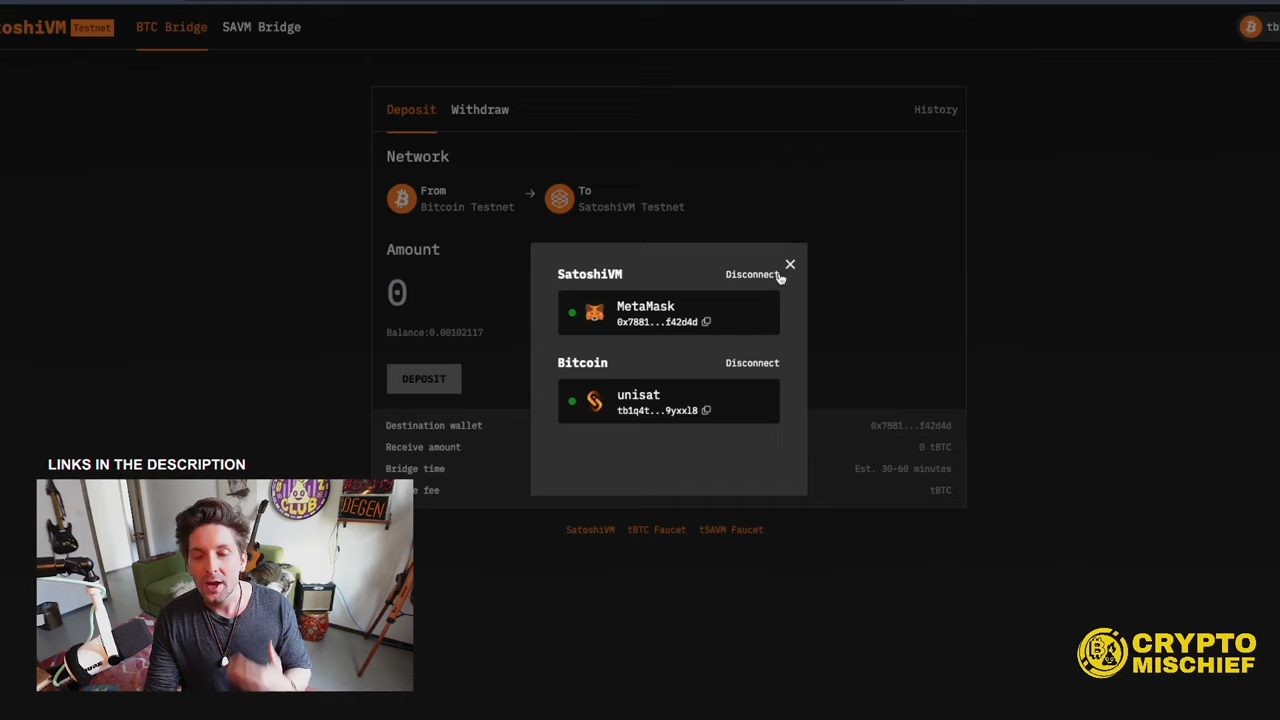 toshiVM Testnet BTC Bridge SAVM Bridge tb
Deposit Withdraw History
Network
From To
Bitcoin Testnet → SatoshiVM Testnet
Amount
0
Balance:0.00102117
DEPOSIT
SatoshiVM Disconnect
MetaMask
0x7881...f42d4d
Bitcoin Disconnect
unisat
tb1q4t...9yxxl8
Destination wallet 0x7881...f42d4d
Receive amount 0 tBTC
Bridge time Est. 30-60 minutes
e fee tBTC
SatoshiVM tBTC Faucet tSAVM Faucet
LINKS IN THE DESCRIPTION
CLUB
DEGEN
CRYPTO
MISCHIEF